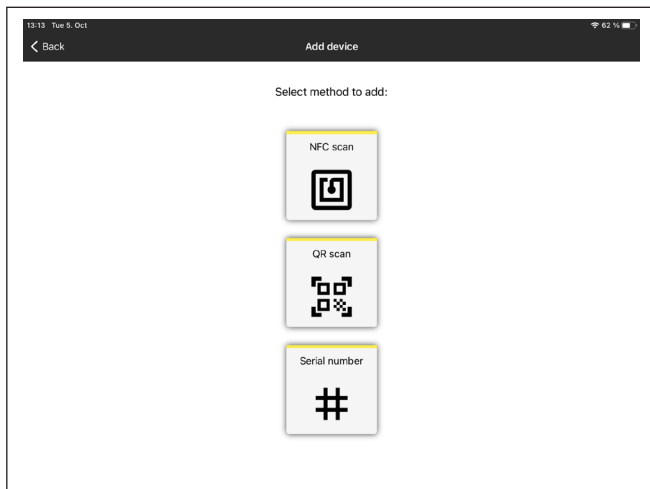 13:13 Tue 5. Oct 62 %
Back Add device
Select method to add:
NFC scan
QR scan
Serial number